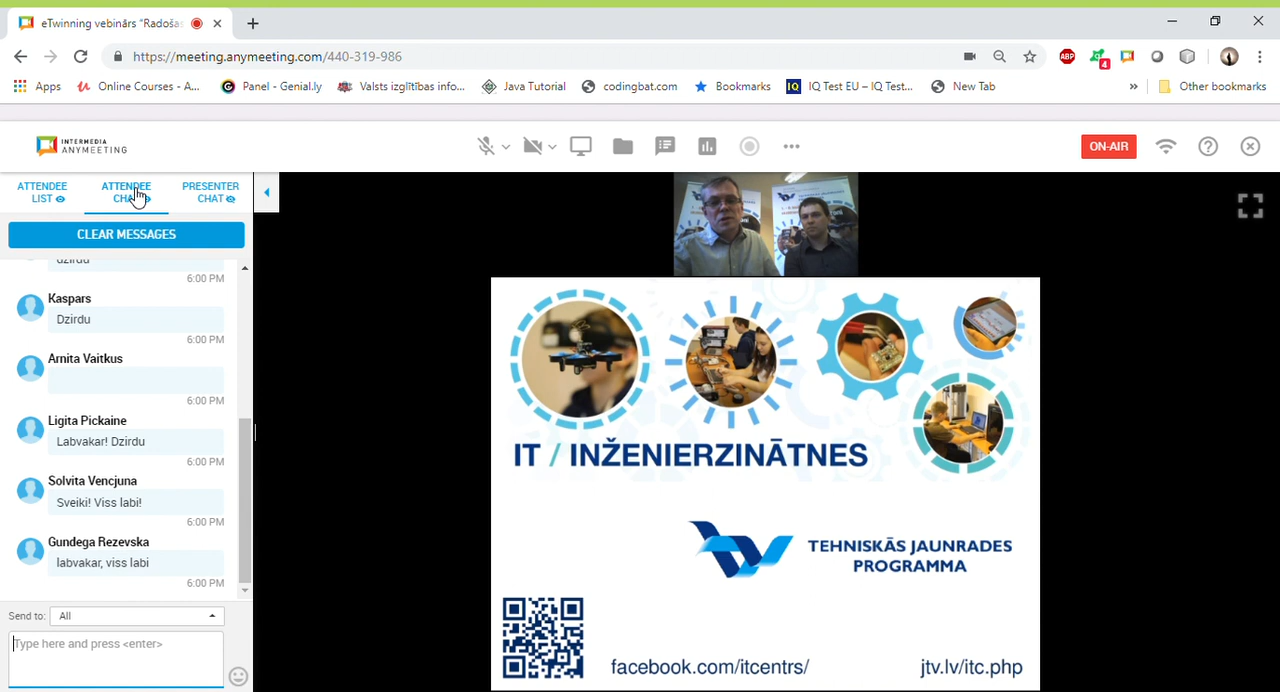 eTwinning vebinārs "Radošas
https://meeting.anymeeting.com/440-319-986
ABP
4
Apps
Online Courses - A...
Panel - Genial.ly
Valsts izglītības info...
Java Tutorial
codingbat.com
Bookmarks
IQ
IQ Test EU – IQ Test...
New Tab
»
Other bookmarks
INTERMEDIA
ANYMEETING
ON-AIR
ATTENDEE
LIST
ATTENDEE
CHAT
PRESENTER
CHAT
CLEAR MESSAGES
dzirdu
6:00 PM
Kaspars
Dzirdu
6:00 PM
Arnita Vaitkus
6:00 PM
Ligita Pickaine
Labvakar! Dzirdu
6:00 PM
Solvita Vencjuna
Sveiki! Viss labi!
6:00 PM
Gundega Rezevska
labvakar, viss labi
6:00 PM
Send to: All
Type here and press <enter>
IT / INŽENIERZINĀTNES
TEHNISKĀS JAUNRADES
PROGRAMMA
facebook.com/itcentrs/
jtv.lv/itc.php